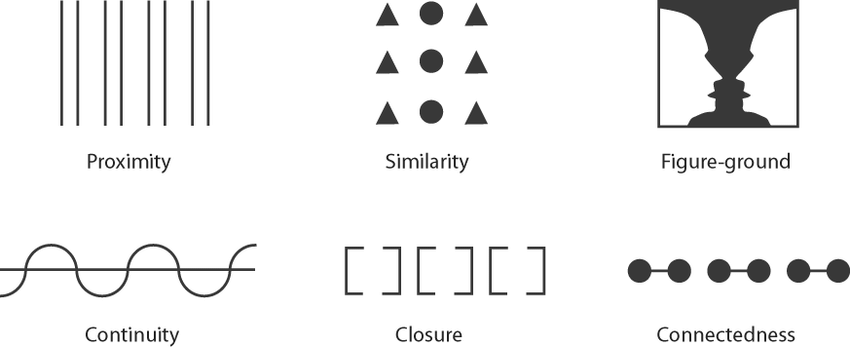 Proximity
Similarity
Figure-ground
Continuity
Closure
Connectedness